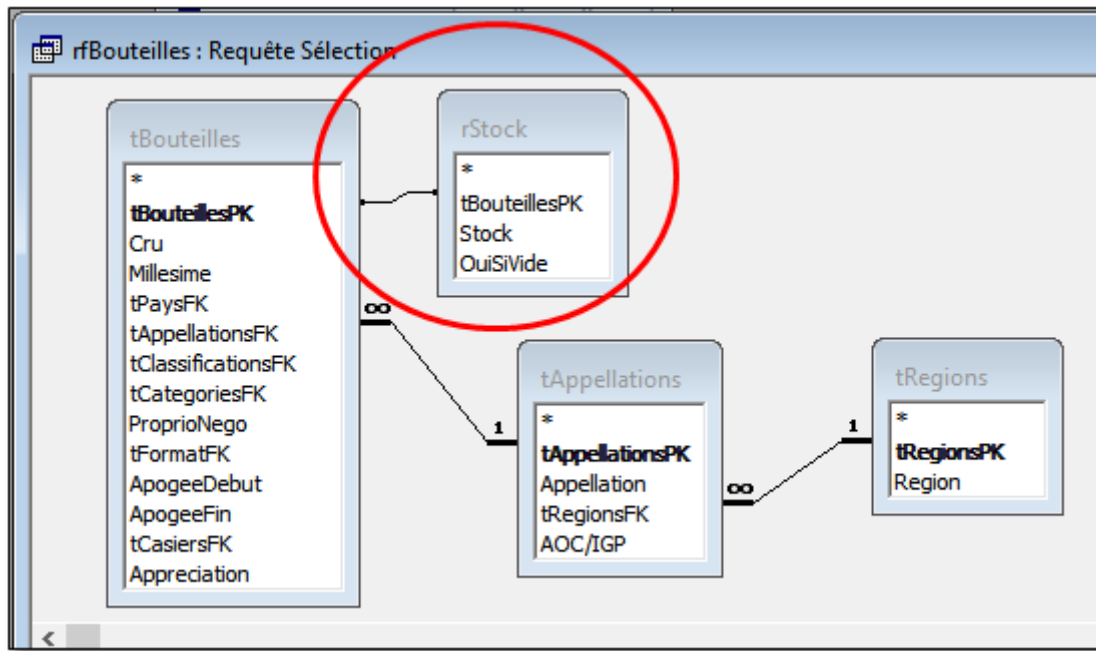 rfBouteilles : Requête Sélection
tBouteilles
*
tBouteillesPK
Cru
Millesime
tPaysFK
tAppellationsFK
tClassificationsFK
tCategoriesFK
ProprioNego
tFormatFK
ApogeeDebut
ApogeeFin
tCasiersFK
Appreciation
rStock
*
tBouteillesPK
Stock
OuiSiVide
∞
1
tAppellations
*
tAppellationsPK
Appellation
tRegionsFK
AOC/IGP
∞
1
tRegions
*
tRegionsPK
Region